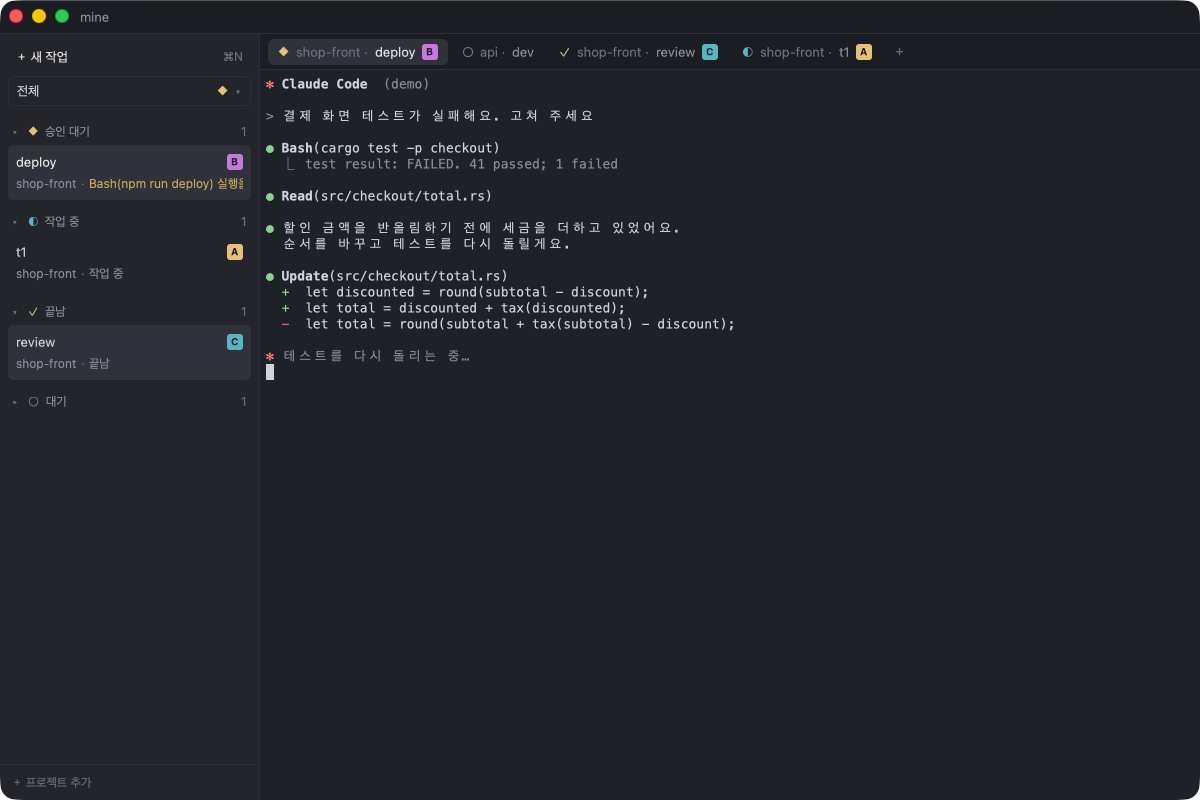 mine
+ 새 작업 ⌘N
전체
승인 대기 1
deploy B
shop-front · Bash(npm run deploy) 실행을
작업 중 1
t1 A
shop-front · 작업 중
끝남 1
review C
shop-front · 끝남
대기 1
+ 프로젝트 추가
shop-front · deploy B
api · dev
shop-front · review C
shop-front · t1 A
+
* Claude Code (demo)
> 결제 화면 테스트가 실패해요. 고쳐 주세요
● Bash(cargo test -p checkout)
⎿ test result: FAILED. 41 passed; 1 failed
● Read(src/checkout/total.rs)
● 할인 금액을 반올림하기 전에 세금을 더하고 있었어요.
순서를 바꾸고 테스트를 다시 돌릴게요.
● Update(src/checkout/total.rs)
+ let discounted = round(subtotal - discount);
+ let total = discounted + tax(discounted);
- let total = round(subtotal + tax(subtotal) - discount);
* 테스트를 다시 돌리는 중…